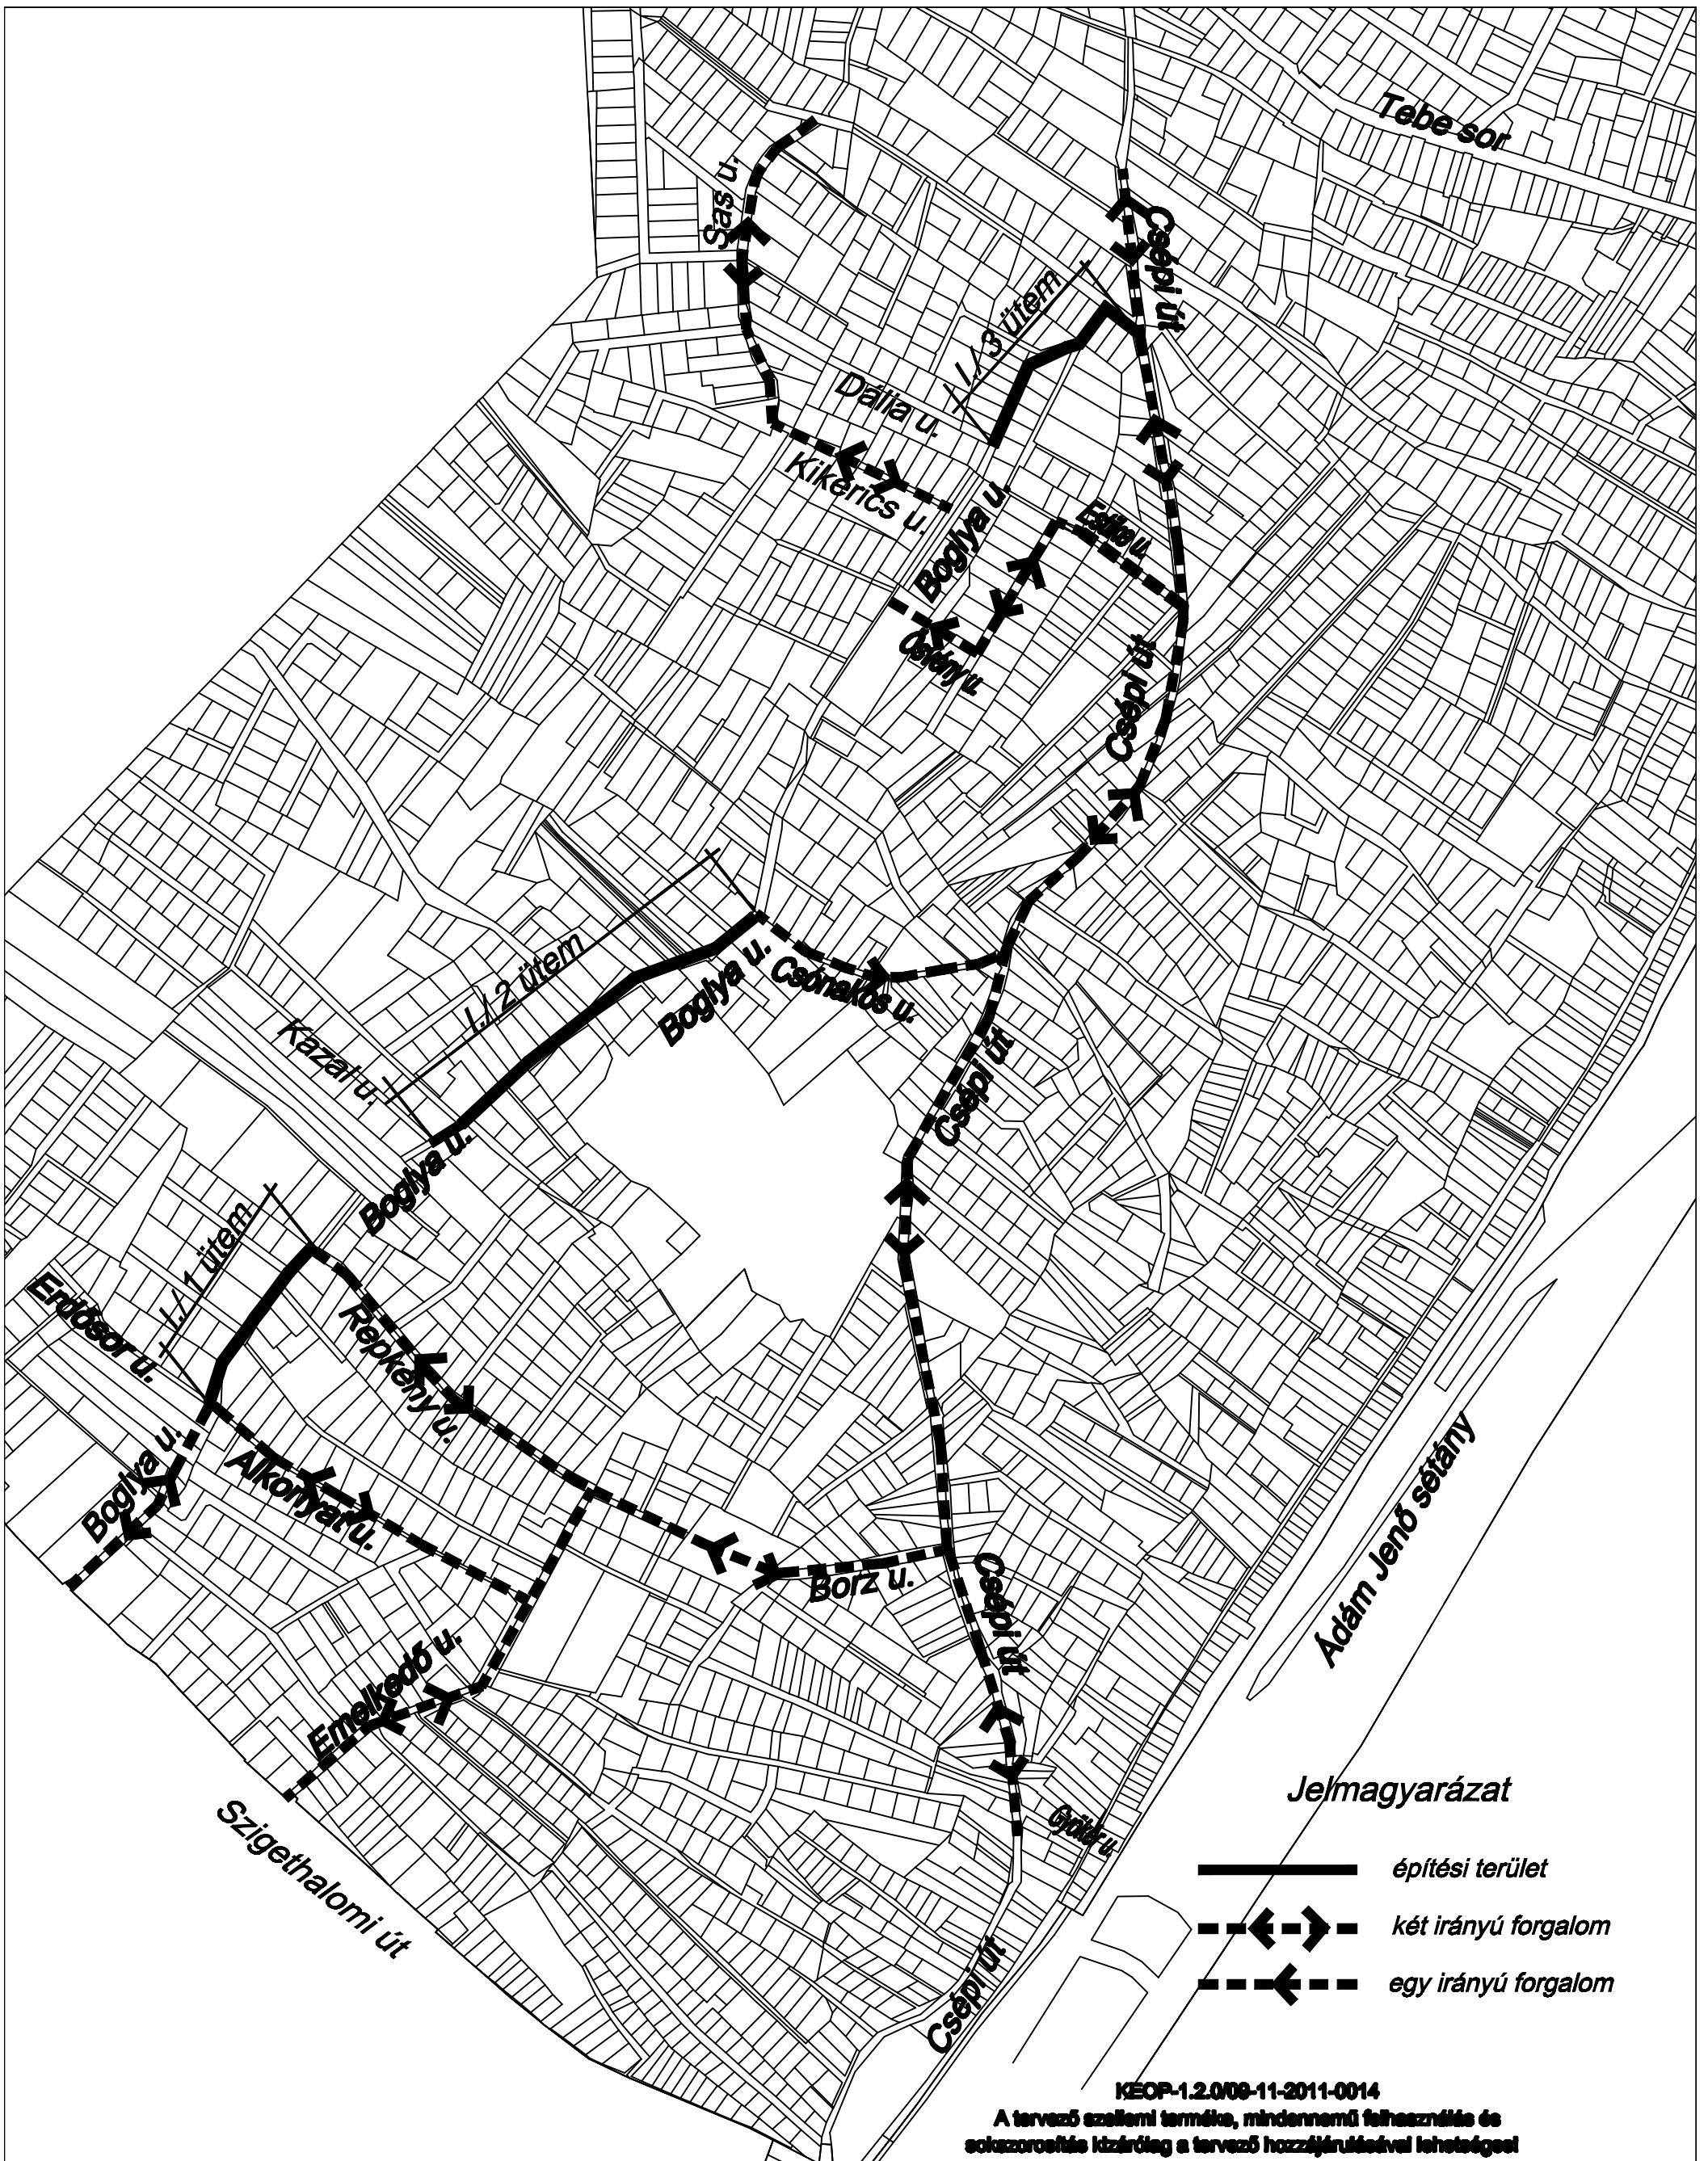 Tebe sor
Sas u.
Csépi út
I./3 ütem
Dália u.
Kikerics u.
Boglya u.
Estike u.
Ösvény u.
Csépi út
I./2 ütem
Boglya u.
Csónakos u.
Kazal u.
Csépi út
Boglya u.
I./1 ütem
Erdősor u.
Repkény u.
Boglya u.
Alkonyat u.
Ádám Jenő sétány
Borz u.
Csépi út
Emelkedő u.
Szigethalomi út
Jelmagyarázat
építési terület
két irányú forgalom
egy irányú forgalom
Csépi út
KEOP-1.2.0/09-11-2011-0014
A tervező szellemi terméke, mindennemű felhasználás és
sokszorosítás kizárólag a tervező hozzájárulásával lehetséges!